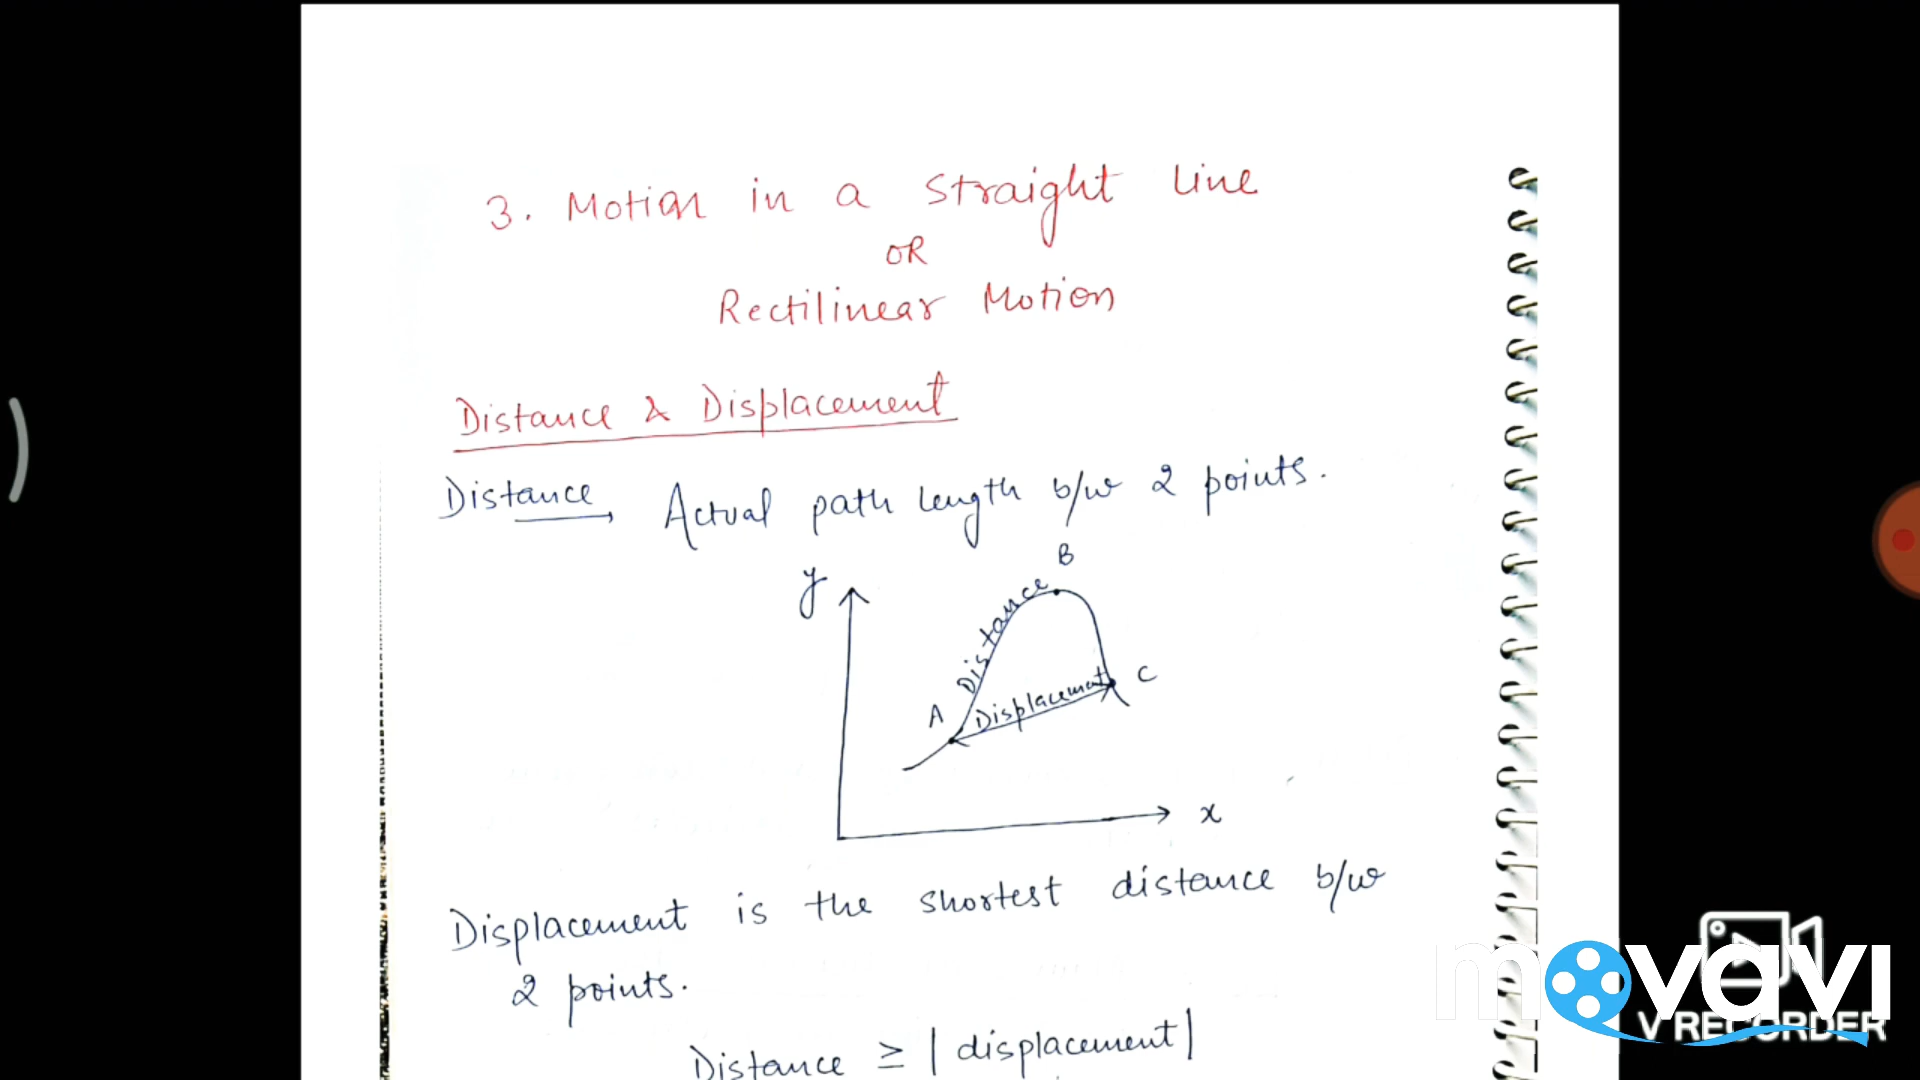 3. Motion in a straight line
OR
Rectilinear Motion
Distance & Displacement
Distance → Actual path length b/w 2 points.
B
y
Distance
C
Displacement
A
x
Displacement is the shortest distance b/w
2 points.
Distance ≥ |displacement|
movavi
V RECORDER